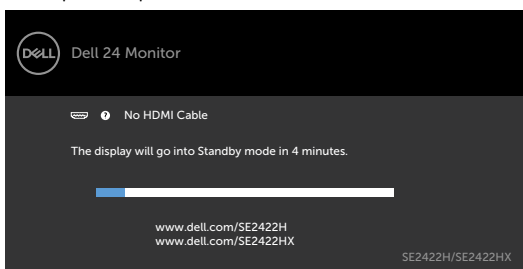 DELL
Dell 24 Monitor
? No HDMI Cable
The display will go into Standby mode in 4 minutes.
www.dell.com/SE2422H
www.dell.com/SE2422HX
SE2422H/SE2422HX